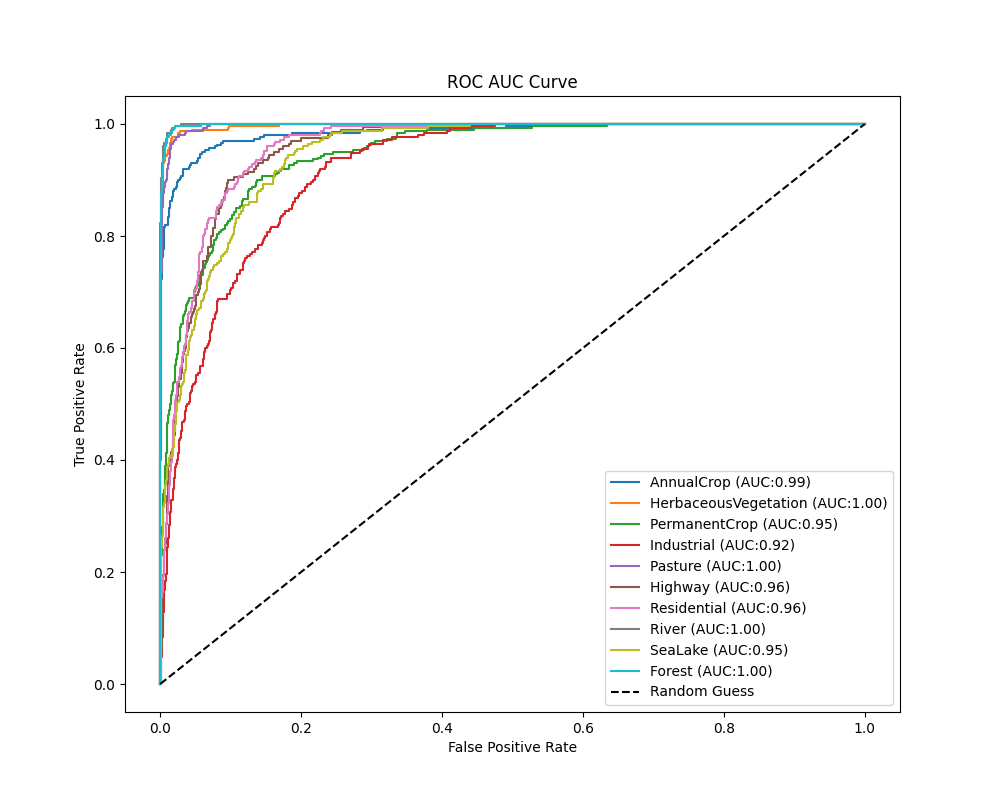 ROC AUC Curve
True Positive Rate
1.0
0.8
0.6
0.4
0.2
0.0
AnnualCrop (AUC:0.99)
HerbaceousVegetation (AUC:1.00)
PermanentCrop (AUC:0.95)
Industrial (AUC:0.92)
Pasture (AUC:1.00)
Highway (AUC:0.96)
Residential (AUC:0.96)
River (AUC:1.00)
SeaLake (AUC:0.95)
Forest (AUC:1.00)
Random Guess
0.0 0.2 0.4 0.6 0.8 1.0
False Positive Rate